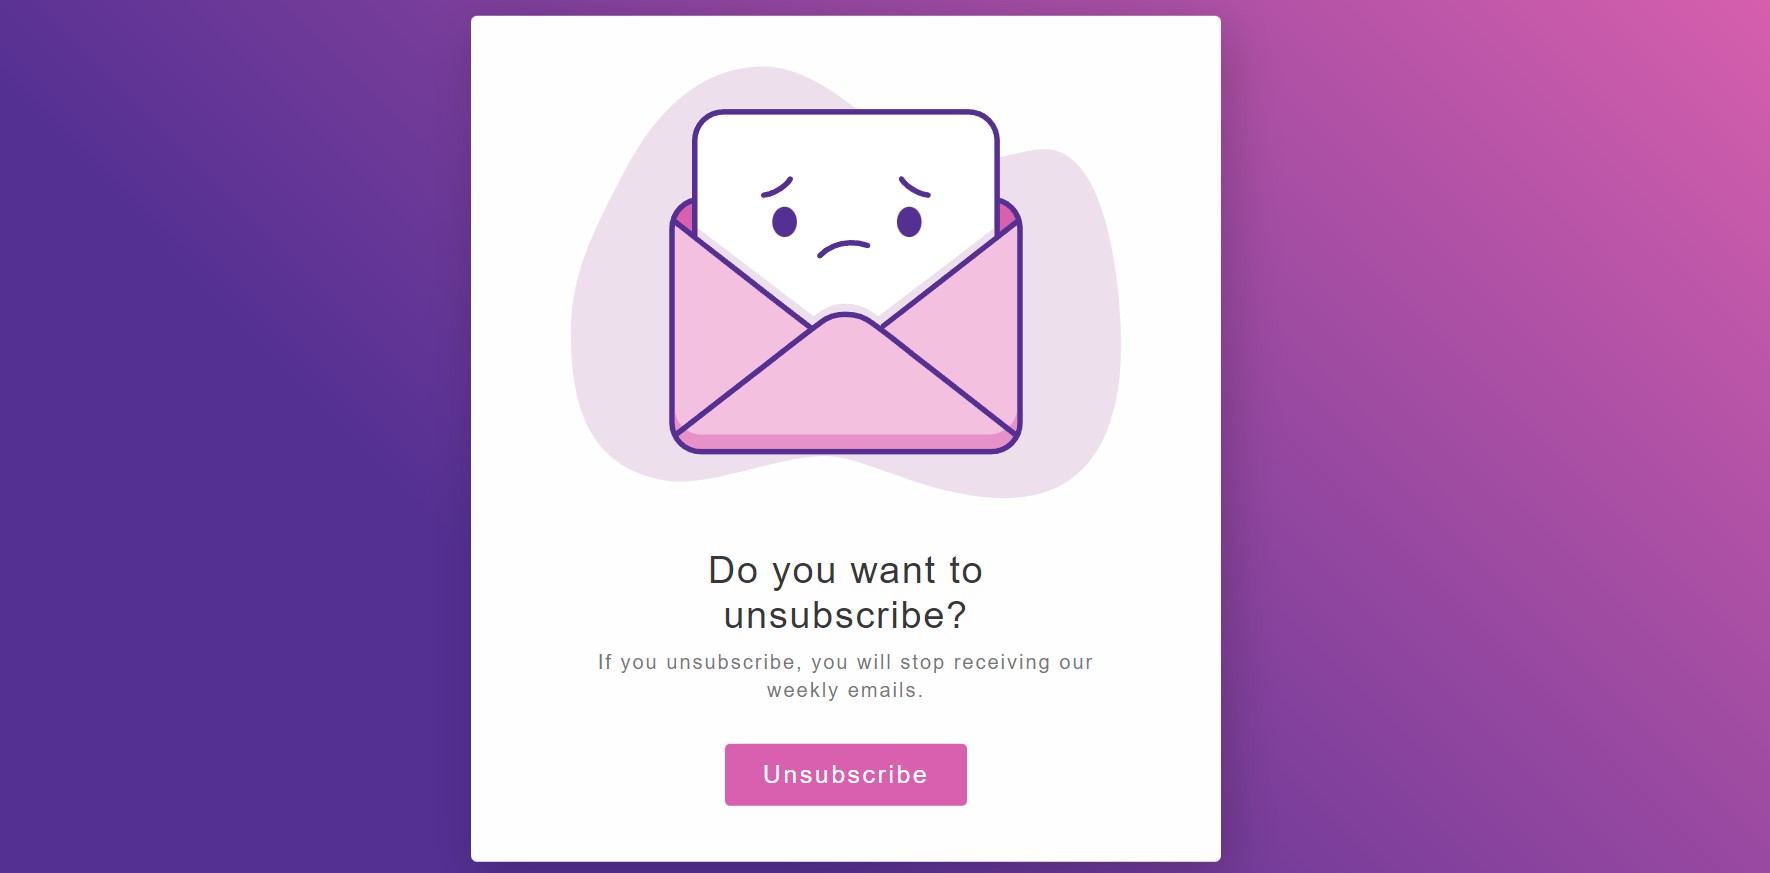 Do you want to
unsubscribe?
If you unsubscribe, you will stop receiving our
weekly emails.
Unsubscribe